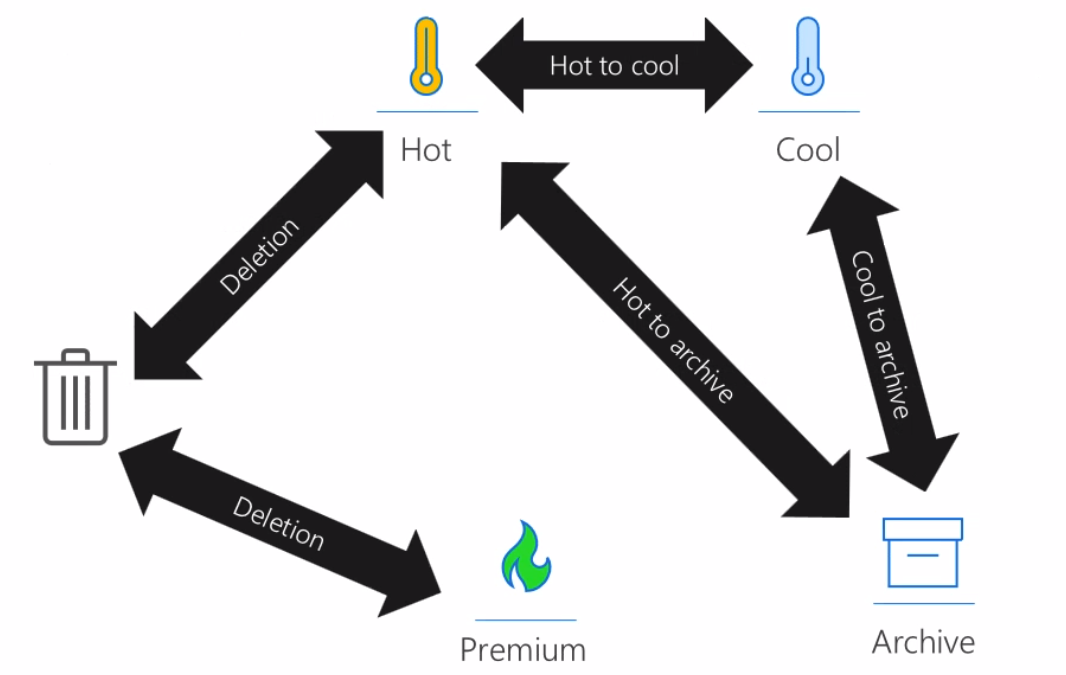 Hot to cool
Hot
Cool
Deletion
Hot to archive
Cool to archive
Deletion
Premium
Archive